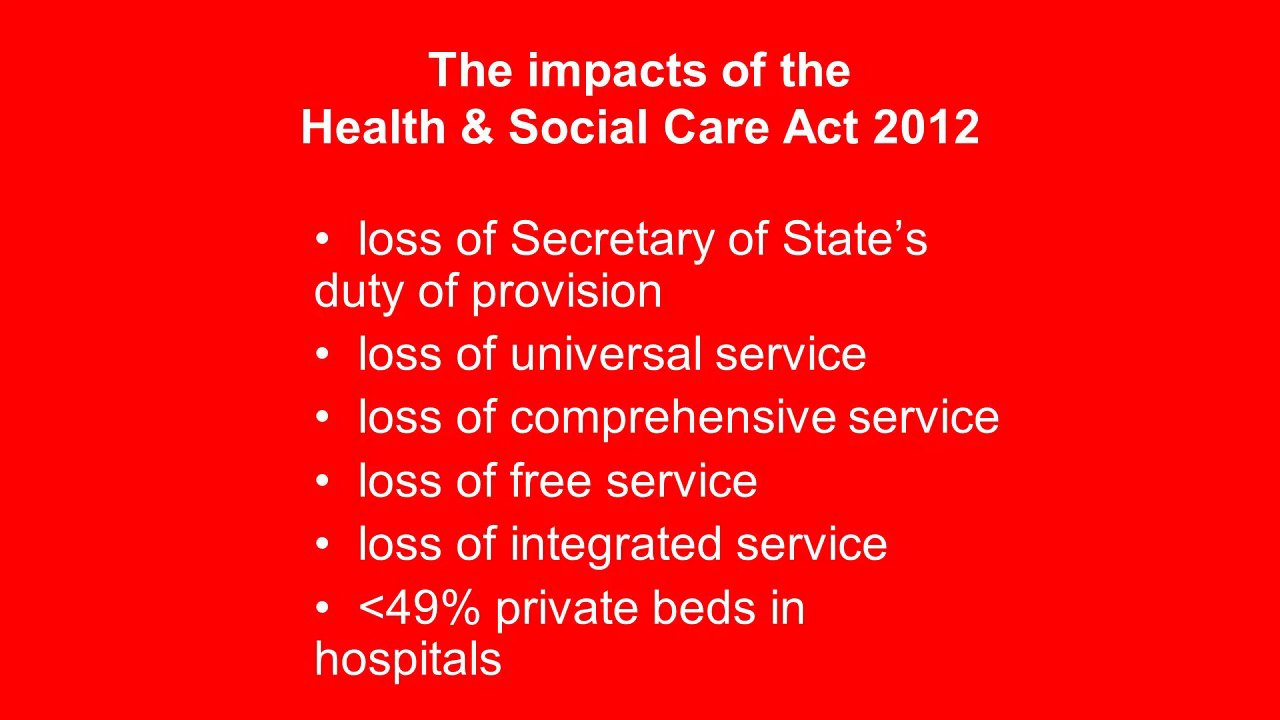 The impacts of the
Health & Social Care Act 2012
• loss of Secretary of State’s
duty of provision
• loss of universal service
• loss of comprehensive service
• loss of free service
• loss of integrated service
• <49% private beds in
hospitals